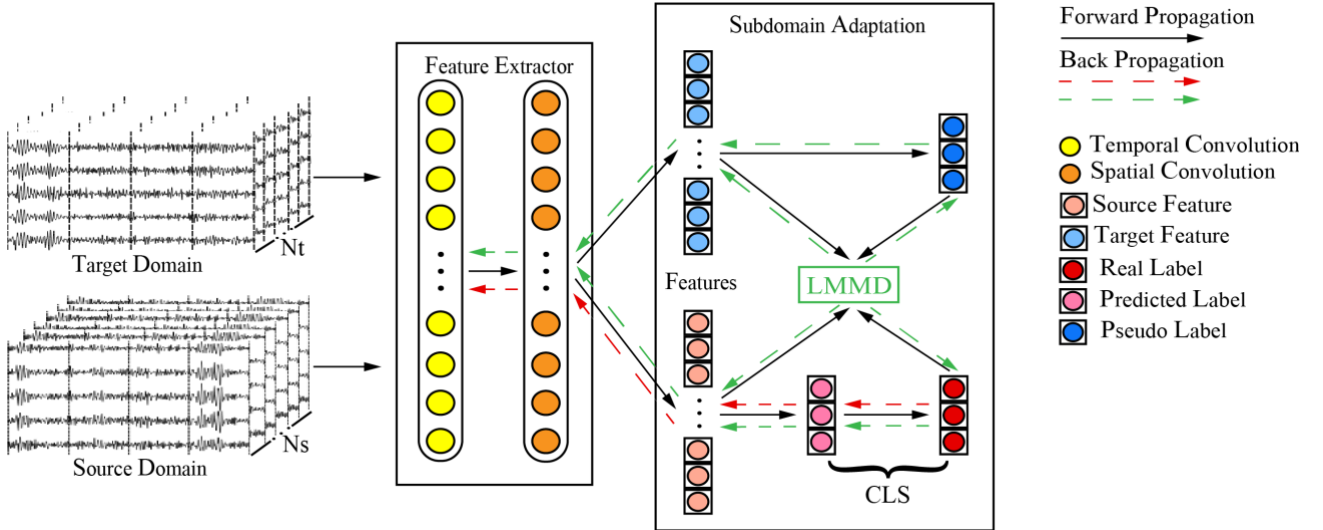 Target Domain
Nt
Source Domain
Ns
Feature Extractor
Subdomain Adaptation
Features
LMMD
CLS
Forward Propagation
Back Propagation
Temporal Convolution
Spatial Convolution
Source Feature
Target Feature
Real Label
Predicted Label
Pseudo Label